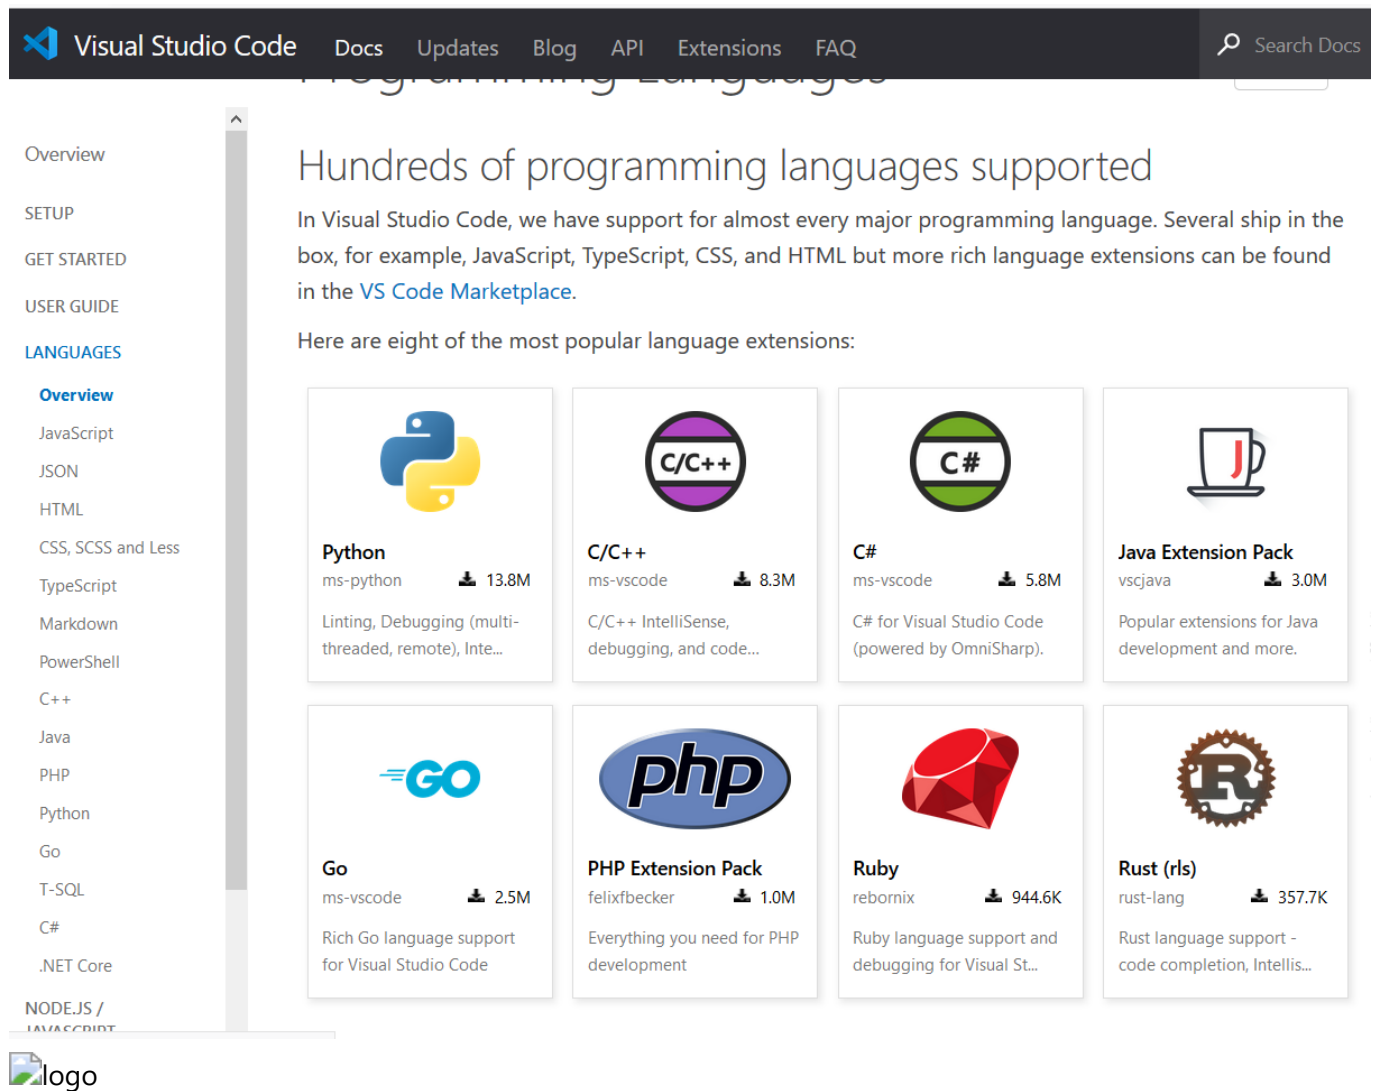 Visual Studio Code Docs Updates Blog API Extensions FAQ Search Docs
Programming Languages
Overview
SETUP
GET STARTED
USER GUIDE
LANGUAGES
Overview
JavaScript
JSON
HTML
CSS, SCSS and Less
TypeScript
Markdown
PowerShell
C++
Java
PHP
Python
Go
T-SQL
C#
.NET Core
NODE.JS /
JAVASCRIPT
Hundreds of programming languages supported
In Visual Studio Code, we have support for almost every major programming language. Several ship in the
box, for example, JavaScript, TypeScript, CSS, and HTML but more rich language extensions can be found
in the VS Code Marketplace.
Here are eight of the most popular language extensions:
Python
ms-python 13.8M
Linting, Debugging (multi-
threaded, remote), Inte...
C/C++
C/C++
ms-vscode 8.3M
C/C++ IntelliSense,
debugging, and code...
C#
C#
ms-vscode 5.8M
C# for Visual Studio Code
(powered by OmniSharp).
J
Java Extension Pack
vscjava 3.0M
Popular extensions for Java
development and more.
GO
Go
ms-vscode 2.5M
Rich Go language support
for Visual Studio Code
php
PHP Extension Pack
felixfbecker 1.0M
Everything you need for PHP
development
Ruby
rebornix 944.6K
Ruby language support and
debugging for Visual St...
R
Rust (rls)
rust-lang 357.7K
Rust language support -
code completion, Intellis...
logo